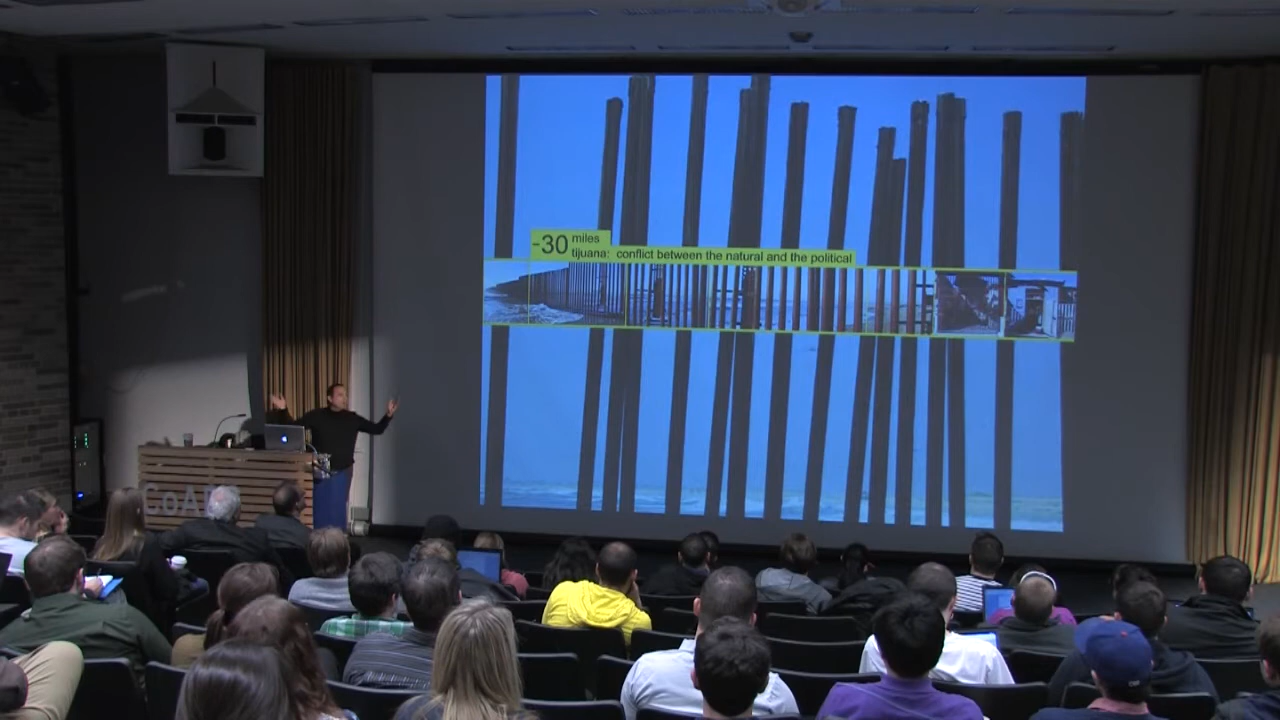 -30 miles
tijuana: conflict between the natural and the political
CoA